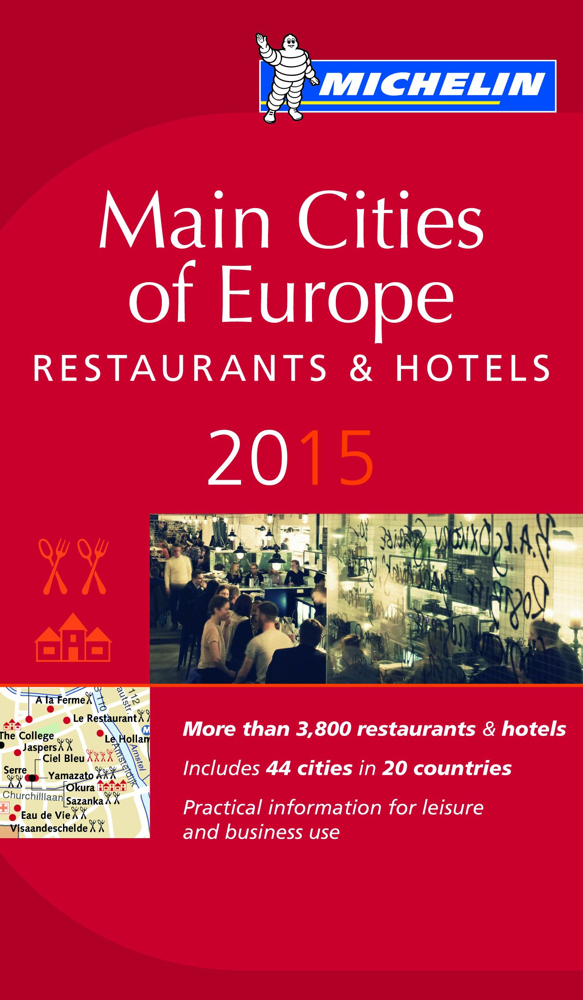 MICHELIN
Main Cities
of Europe
RESTAURANTS & HOTELS
2015
A la Ferme
110
112
autstr.
Le Restaurant
The College
Le Hollan
Jaspers
Ciel Bleu
Amsteldijk
Amstel
Serre
Yamazato
Okura
Churchilllaan
Sazanka
Eau de Vie
Visaandeschelde
More than 3,800 restaurants & hotels
Includes 44 cities in 20 countries
Practical information for leisure
and business use